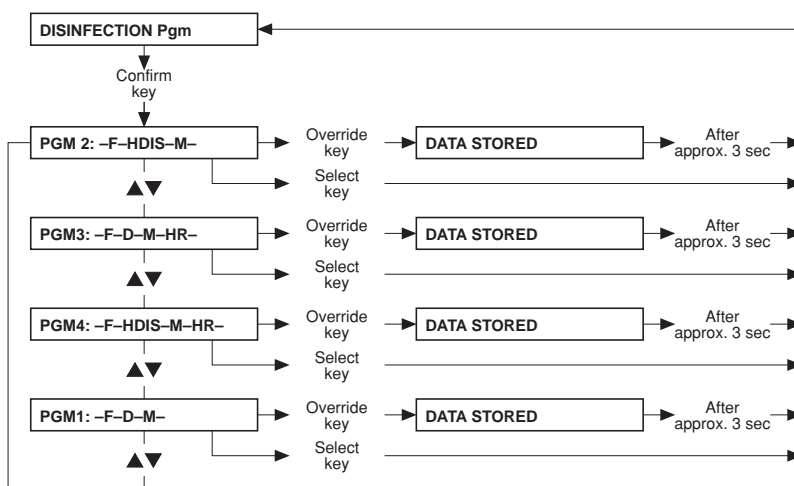 DISINFECTION Pgm
Confirm
key
PGM 2: –F–HDIS–M–
Override
key
DATA STORED
After
approx. 3 sec
Select
key
PGM3: –F–D–M–HR–
Override
key
DATA STORED
After
approx. 3 sec
Select
key
PGM4: –F–HDIS–M–HR–
Override
key
DATA STORED
After
approx. 3 sec
Select
key
PGM1: –F–D–M–
Override
key
DATA STORED
After
approx. 3 sec
Select
key